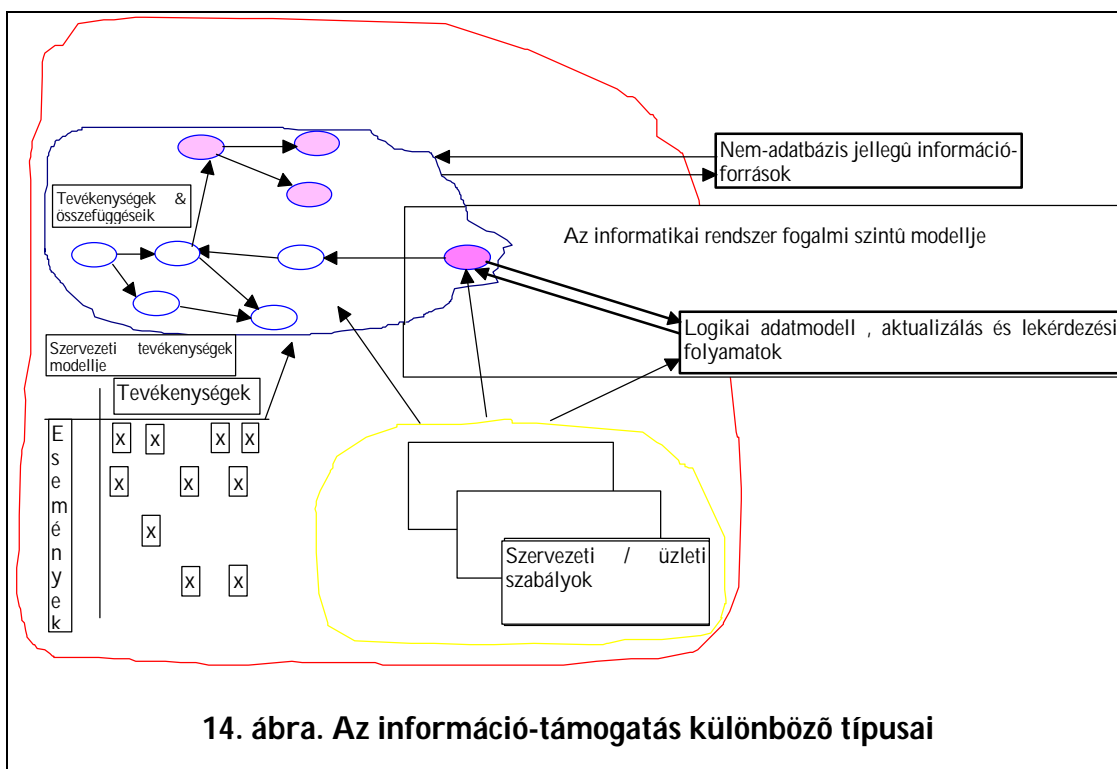 Nem-adatbázis jellegû információ-
források
Tevékenységek &
összefüggéseik
Az informatikai rendszer fogalmi szintû modellje
Logikai adatmodell , aktualizálás és lekérdezési
folyamatok
Szervezeti tevékenységek
modellje
Tevékenységek
Események
x x x x
x x x
x
x x
Szervezeti / üzleti
szabályok
14. ábra. Az információ-támogatás különbözõ típusai